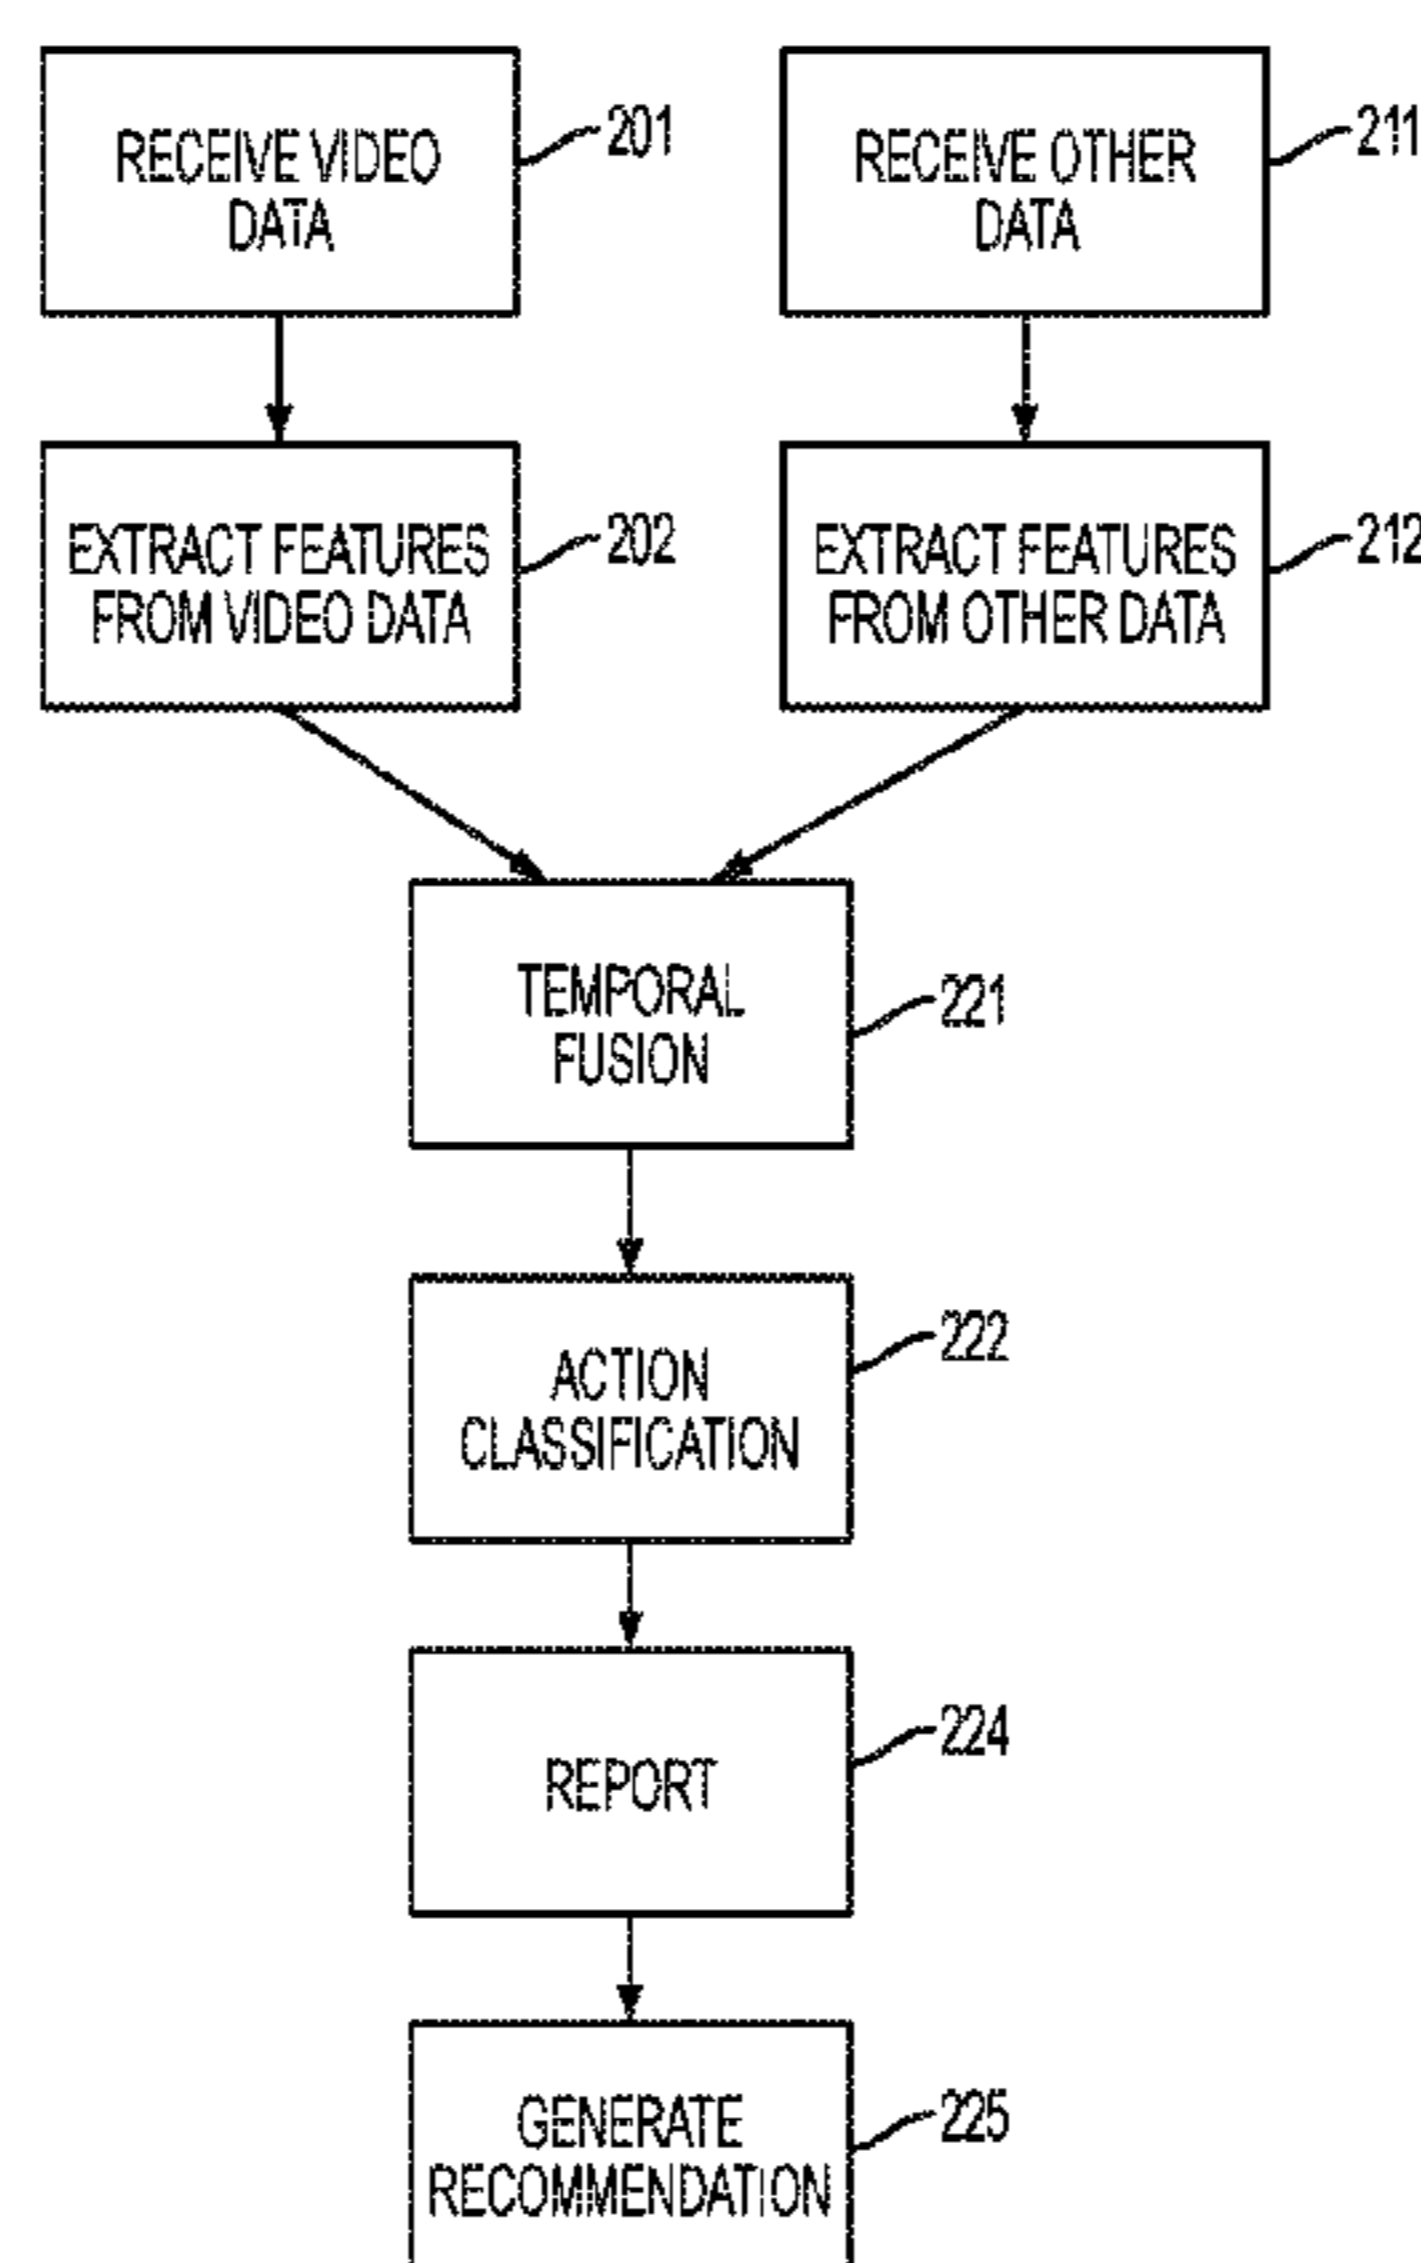 RECEIVE VIDEO
DATA
201
RECEIVE OTHER
DATA
211
EXTRACT FEATURES
FROM VIDEO DATA
202
EXTRACT FEATURES
FROM OTHER DATA
212
TEMPORAL
FUSION
221
ACTION
CLASSIFICATION
222
REPORT
224
GENERATE
RECOMMENDATION
225